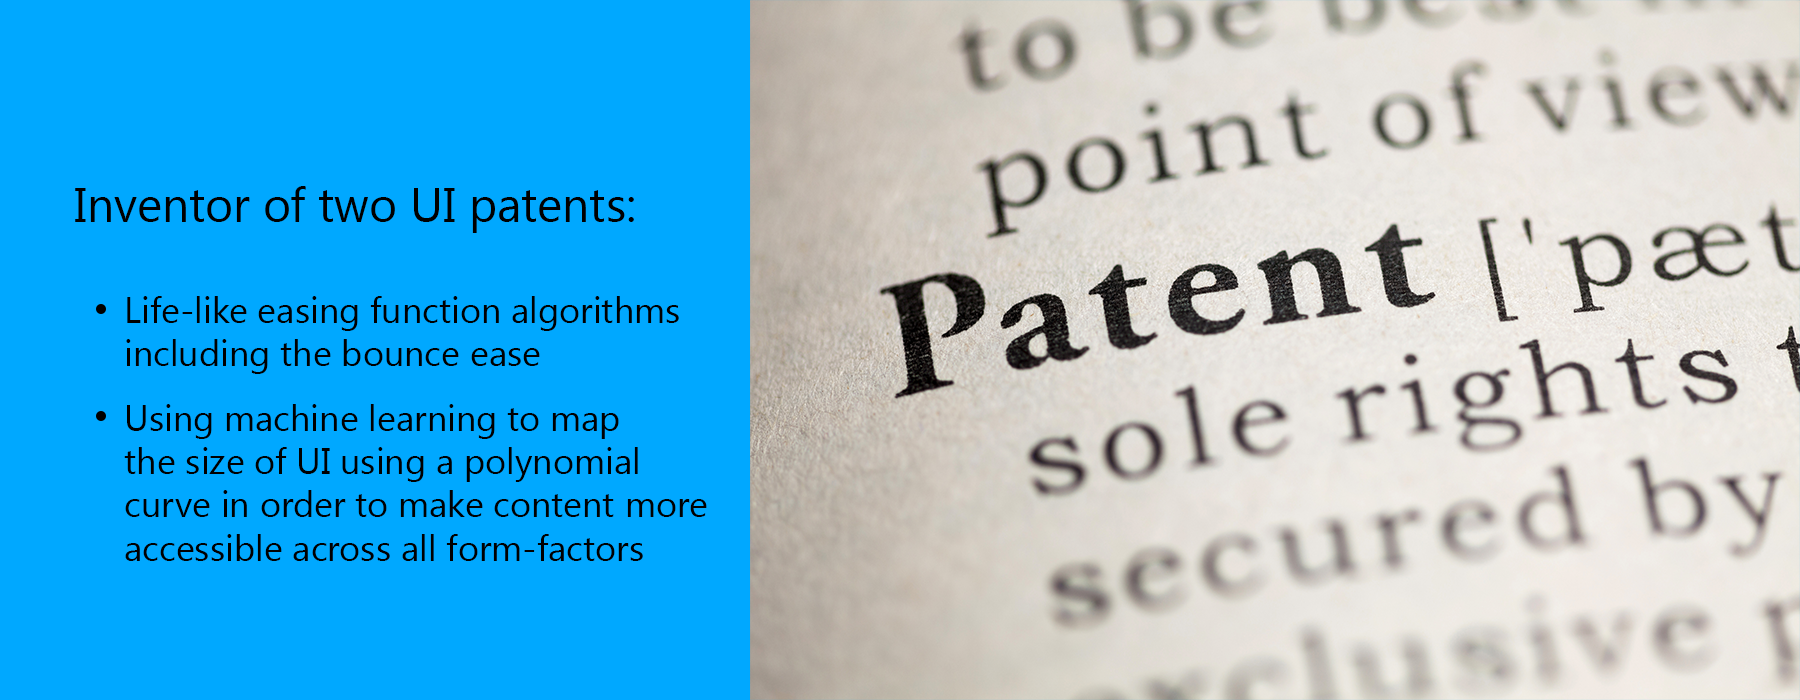 Inventor of two UI patents:
• Life-like easing function algorithms
including the bounce ease
• Using machine learning to map
the size of UI using a polynomial
curve in order to make content more
accessible across all form-factors
to be best in
point of view
Patent ['pæt
sole rights t
secured by
exclusive